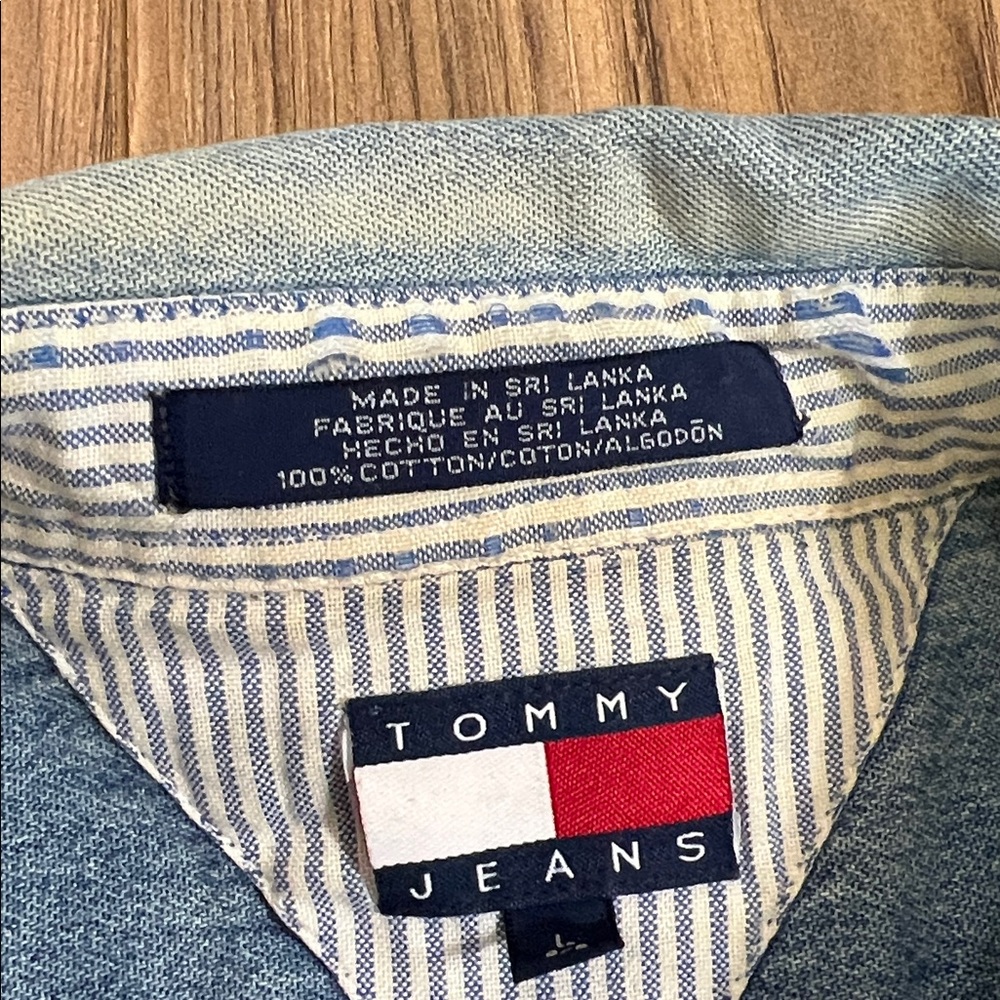 MADE IN SRI LANKA
FABRIQUE AU SRI LANKA
HECHO EN SRI LANKA
100% COTTON/COTON/ALGODÓN
TOMMY
JEANS
L